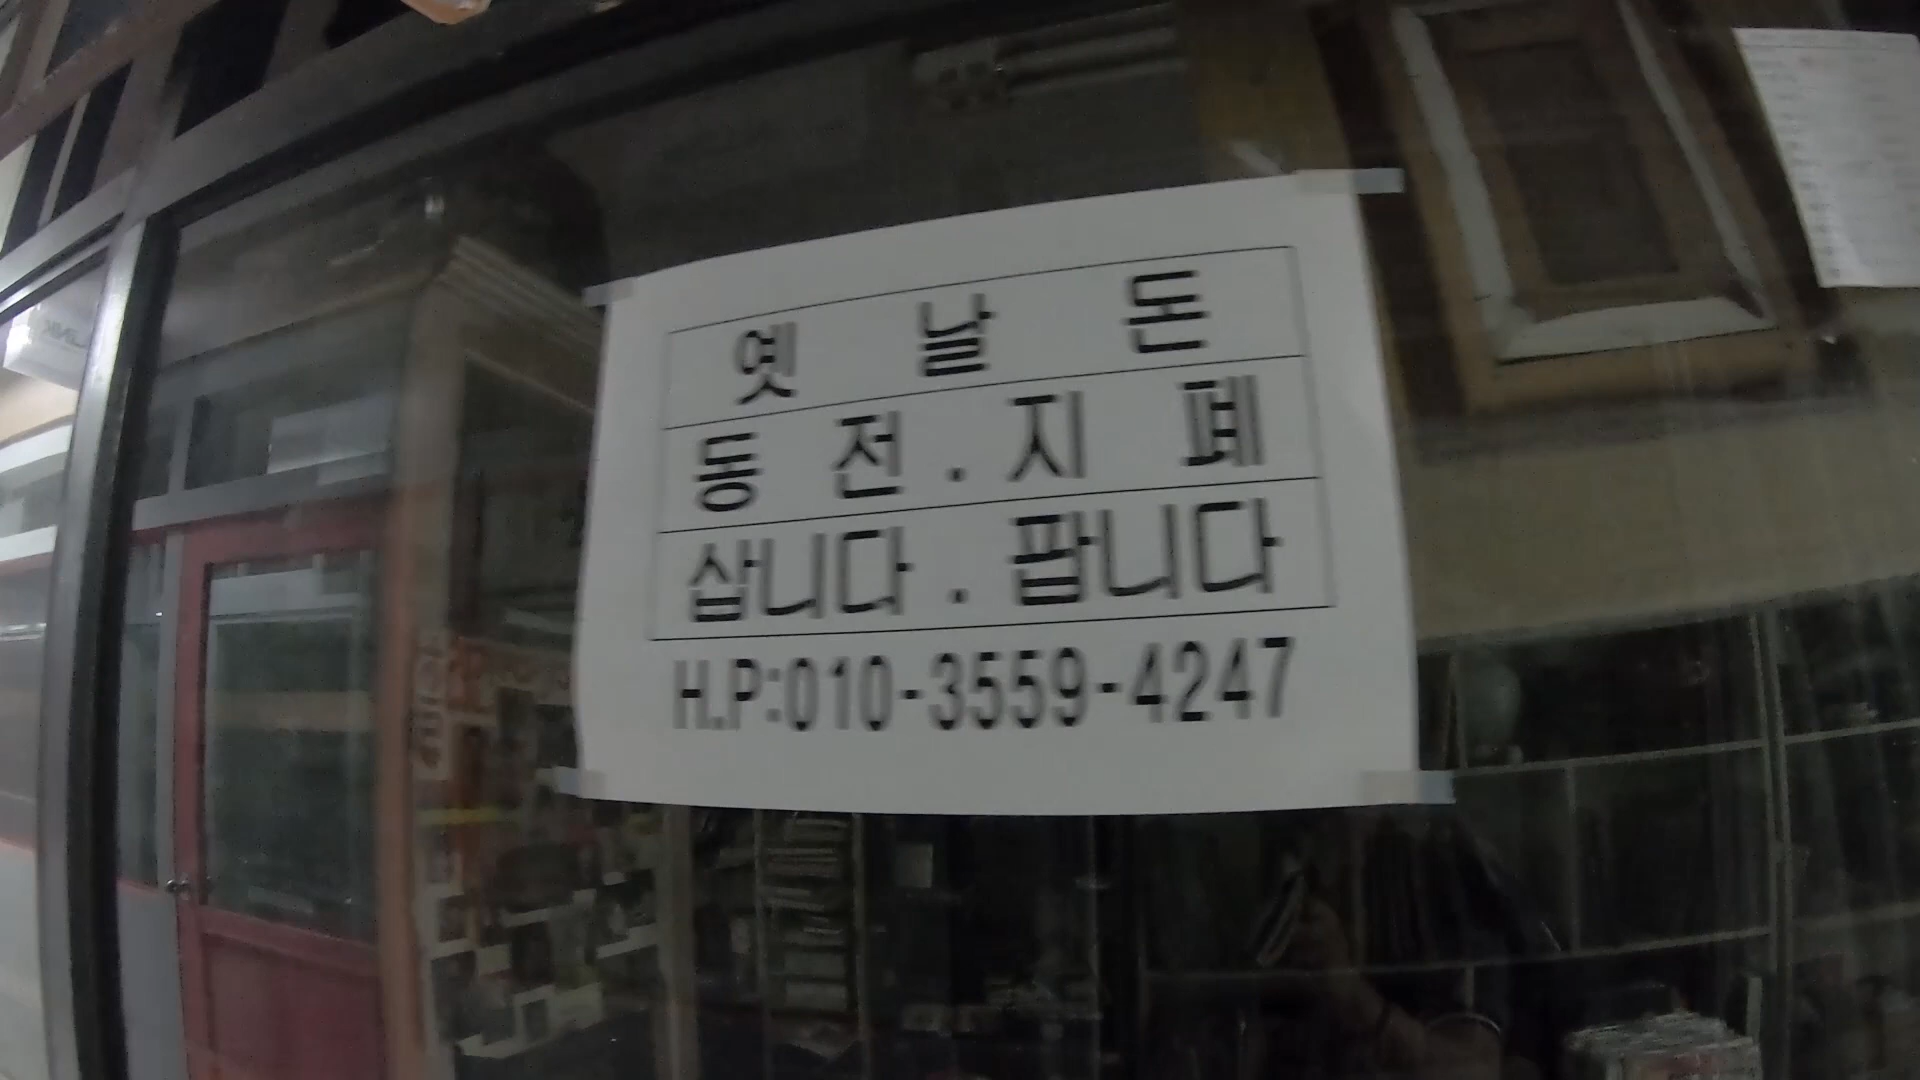 옛 날 돈
동 전 . 지 폐
삽니다 . 팝니다
H.P:010-3559-4247